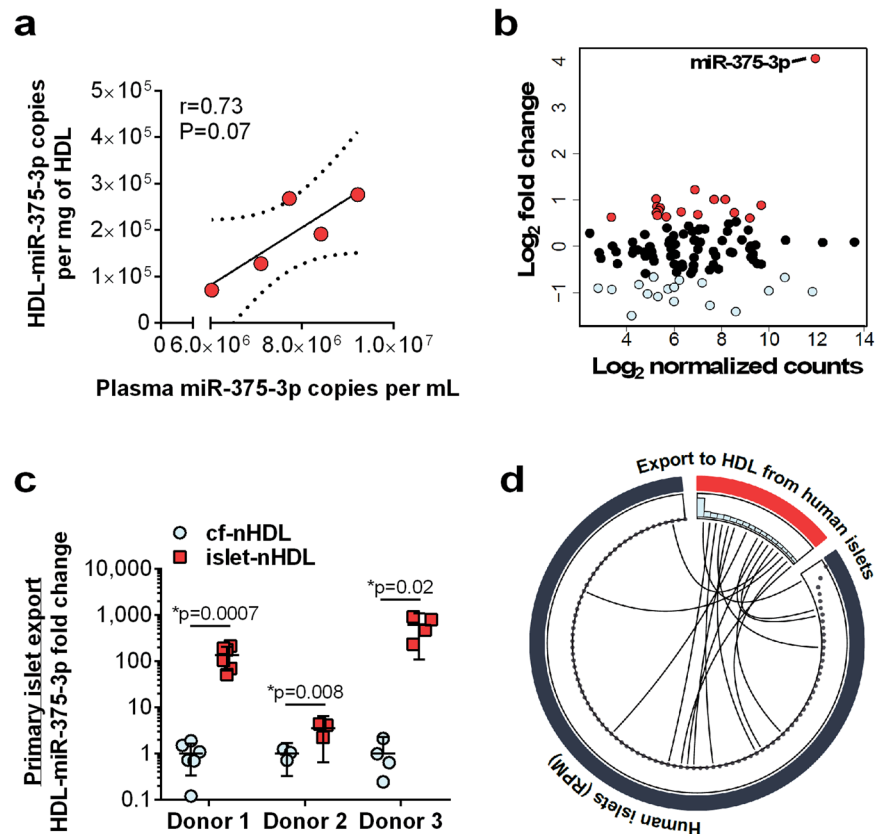 a
r=0.73
P=0.07
HDL-miR-375-3p copies
per mg of HDL
5×10⁵
4×10⁵
3×10⁵
2×10⁵
1×10⁵
0
0 6.0×10⁶ 8.0×10⁶ 1.0×10⁷
Plasma miR-375-3p copies per mL
b
miR-375-3p
Log₂ fold change
4
3
2
1
0
−1
4 6 8 10 12 14
Log₂ normalized counts
c
cf-nHDL
islet-nHDL
Primary islet export
HDL-miR-375-3p fold change
10,000
1,000
100
10
1
0.1
*p=0.0007
*p=0.008
*p=0.02
Donor 1 Donor 2 Donor 3
d
Export to HDL from human islets
Human islets (RPM)